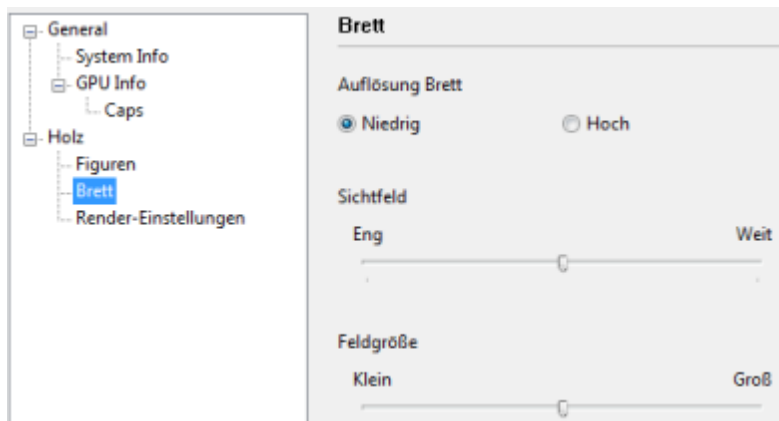 General
System Info
GPU Info
Caps
Holz
Figuren
Brett
Render-Einstellungen
Brett
Auflösung Brett
Niedrig Hoch
Sichtfeld
Eng Weit
Feldgröße
Klein Groß